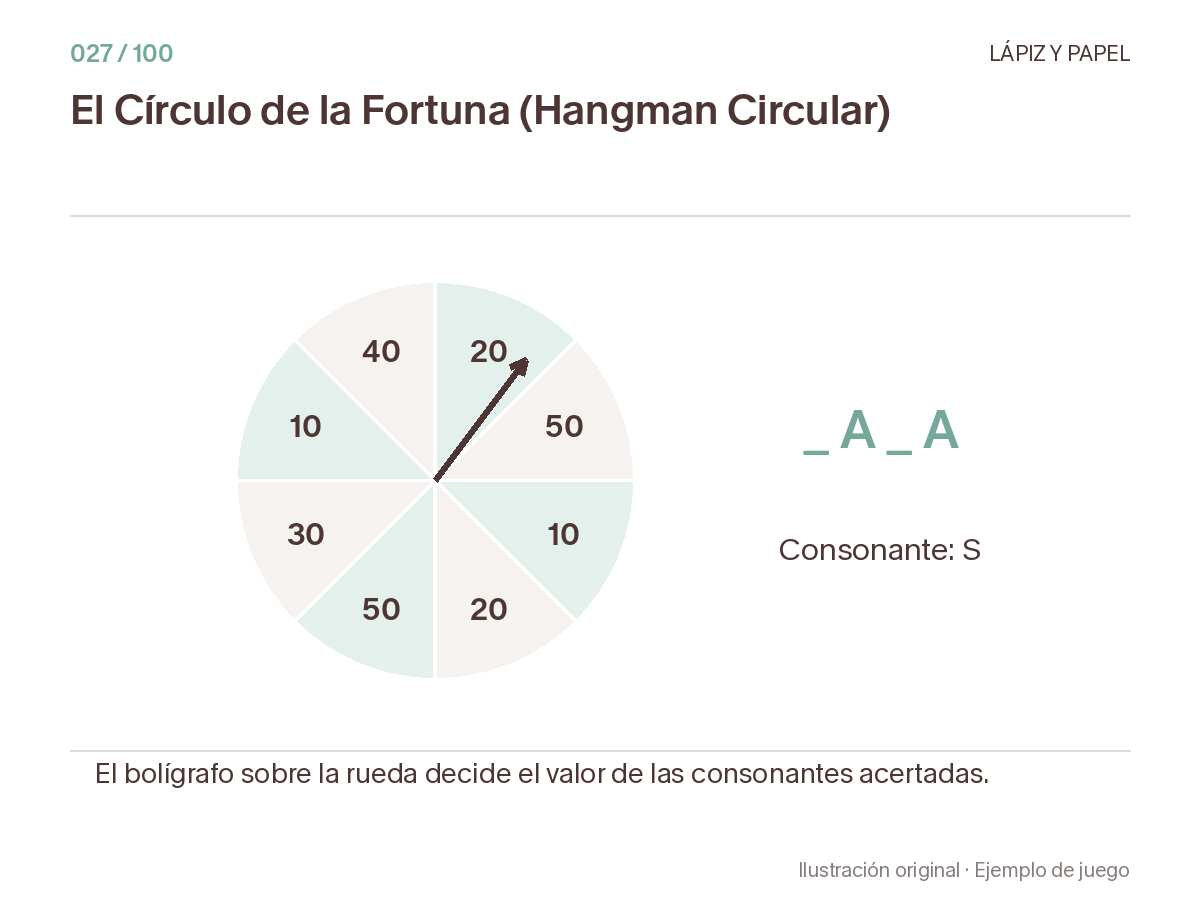 027 / 100
LÁPIZ Y PAPEL
El Círculo de la Fortuna (Hangman Circular)
40
20
10
50
30
10
50
20
_ A _ A
Consonante: S
El bolígrafo sobre la rueda decide el valor de las consonantes acertadas.
Ilustración original · Ejemplo de juego